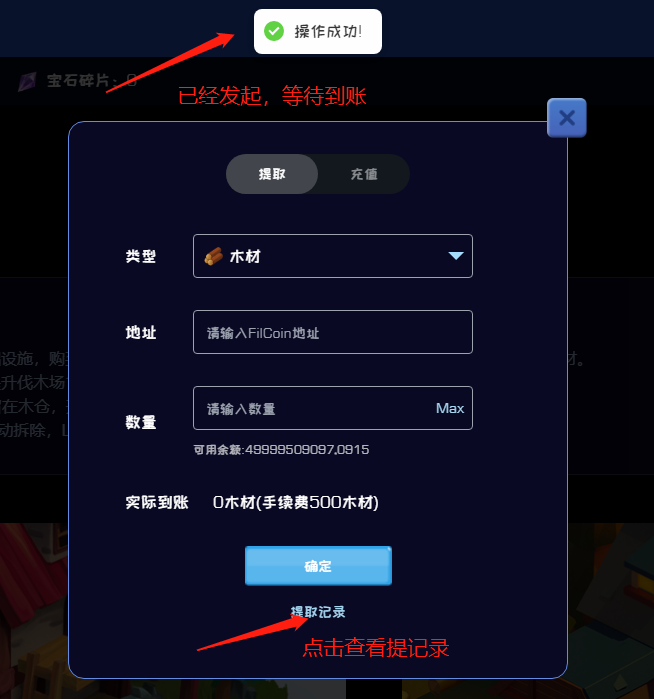 操作成功!
宝石碎片: 0
已经发起，等待到账
提取
充值
类型
木材
地址
请输入FilCoin地址
设施，购
材。
升伐木场
数量
请输入数量
Max
在木仓，
动拆除，L
可用余额:49999509097.0915
实际到账
0木材(手续费500木材)
确定
提取记录
点击查看提记录